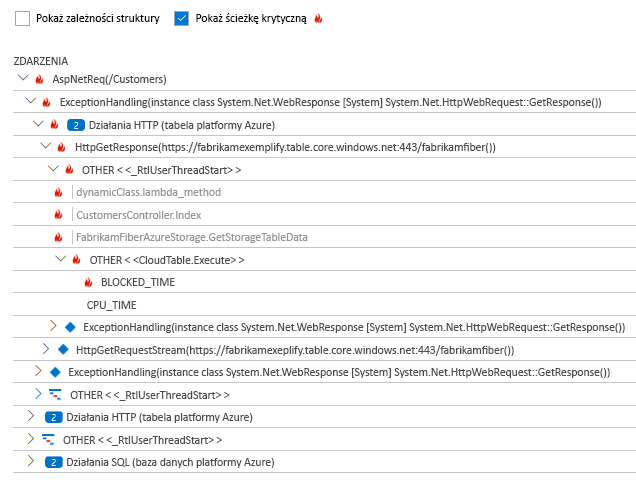 Pokaż zależności struktury
Pokaż ścieżkę krytyczną
ZDARZENIA
AspNetReq(/Customers)
ExceptionHandling(instance class System.Net.WebResponse [System] System.Net.HttpWebRequest::GetResponse())
2 Działania HTTP (tabela platformy Azure)
HttpGetResponse(https://fabrikamexemplify.table.core.windows.net:443/fabrikamfiber())
OTHER < <_RtlUserThreadStart> >
dynamicClass.lambda_method
CustomersController.Index
FabrikamFiberAzureStorage.GetStorageTableData
OTHER < <CloudTable.Execute> >
BLOCKED_TIME
CPU_TIME
ExceptionHandling(instance class System.Net.WebResponse [System] System.Net.HttpWebRequest::GetResponse())
HttpGetRequestStream(https://fabrikamexeplify.table.core.windows.net:443/fabrikamfiber())
ExceptionHandling(instance class System.Net.WebResponse [System] System.Net.HttpWebRequest::GetResponse())
OTHER < <_RtlUserThreadStart> >
2 Działania HTTP (tabela platformy Azure)
OTHER < <_RtlUserThreadStart> >
2 Działania SQL (baza danych platformy Azure)